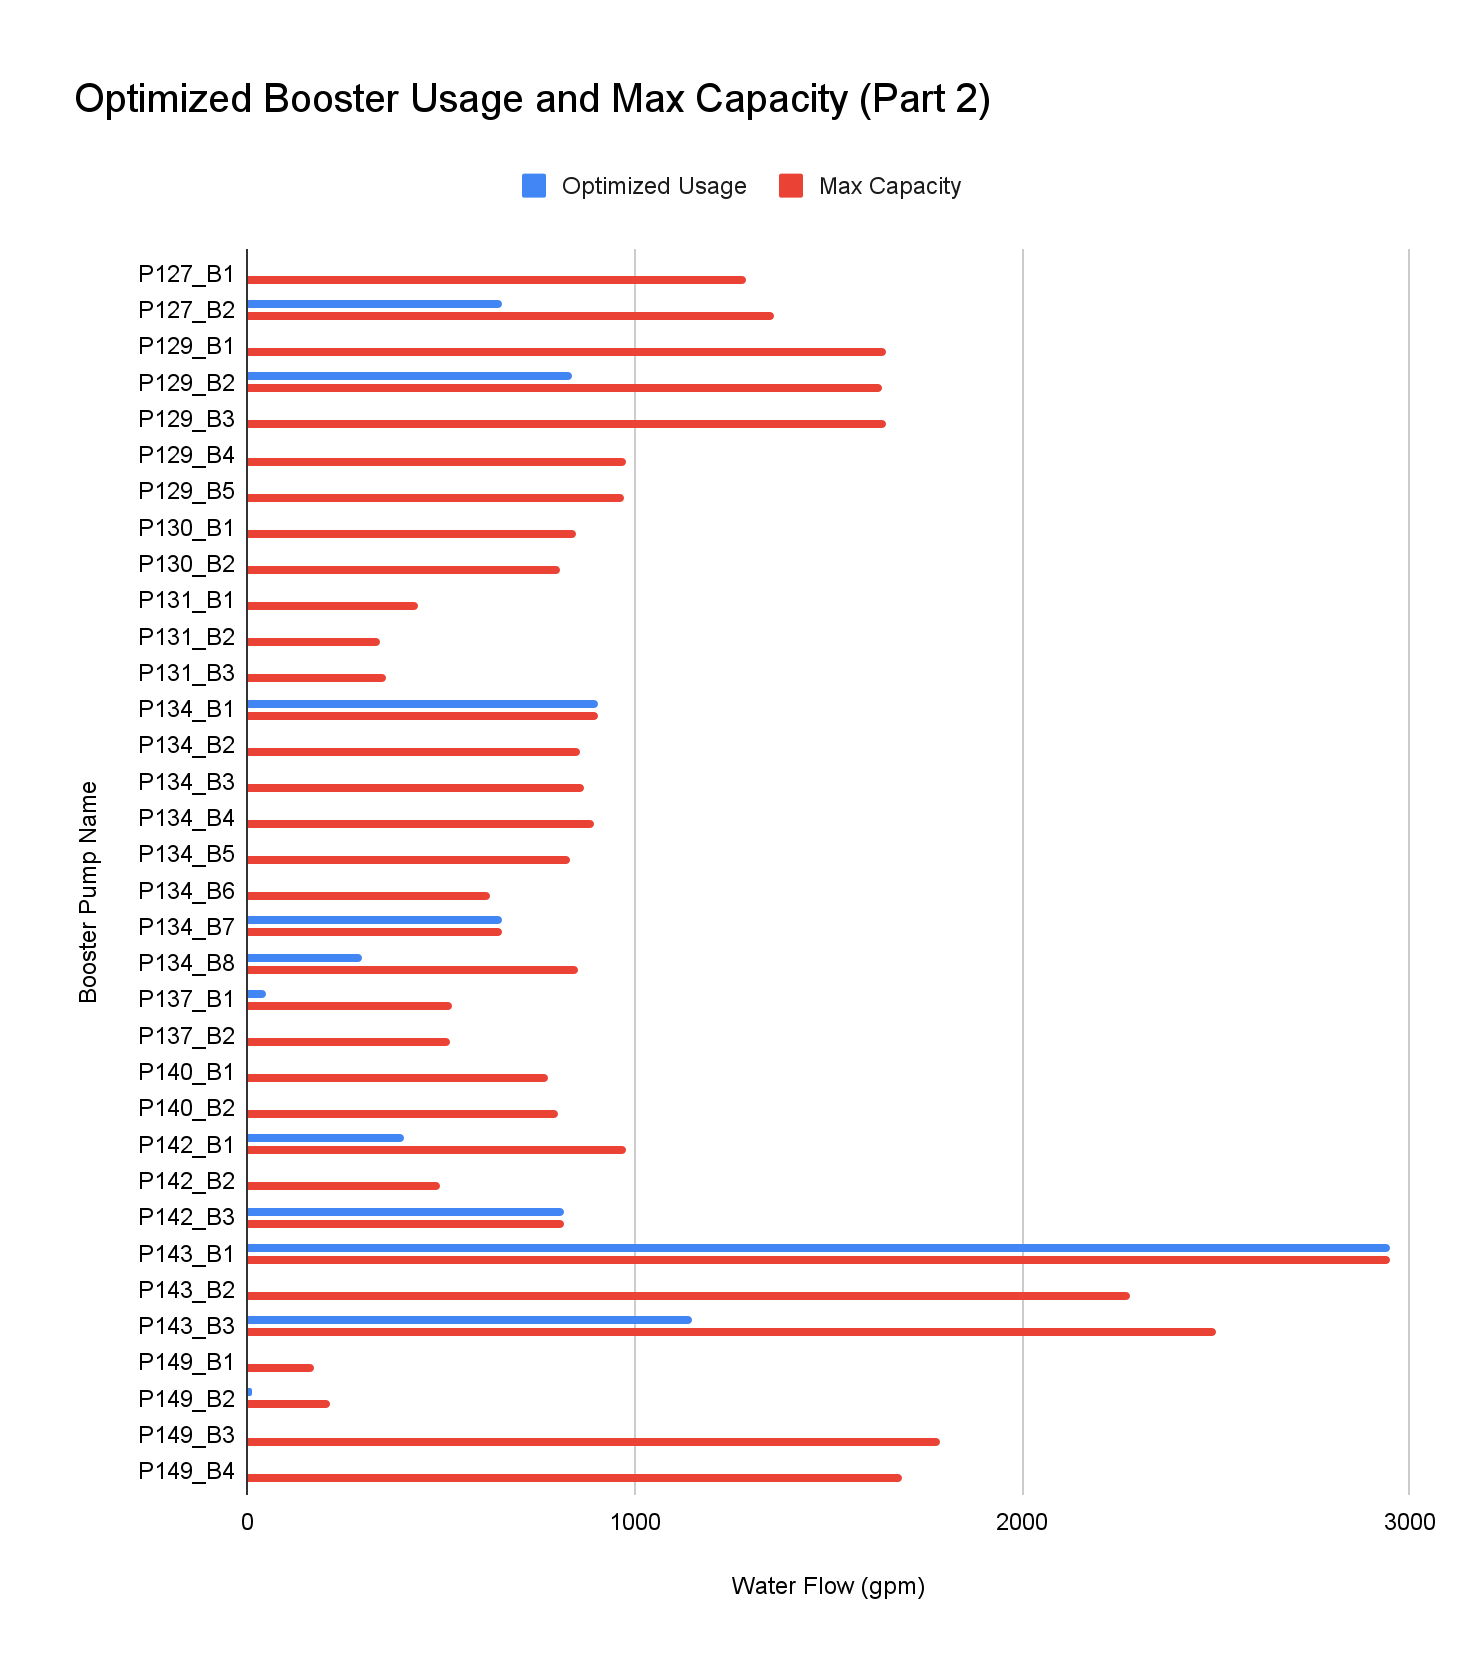 Optimized Booster Usage and Max Capacity (Part 2)
Optimized Usage
Max Capacity
Booster Pump Name
P127_B1
P127_B2
P129_B1
P129_B2
P129_B3
P129_B4
P129_B5
P130_B1
P130_B2
P131_B1
P131_B2
P131_B3
P134_B1
P134_B2
P134_B3
P134_B4
P134_B5
P134_B6
P134_B7
P134_B8
P137_B1
P137_B2
P140_B1
P140_B2
P142_B1
P142_B2
P142_B3
P143_B1
P143_B2
P143_B3
P149_B1
P149_B2
P149_B3
P149_B4
0 1000 2000 3000
Water Flow (gpm)